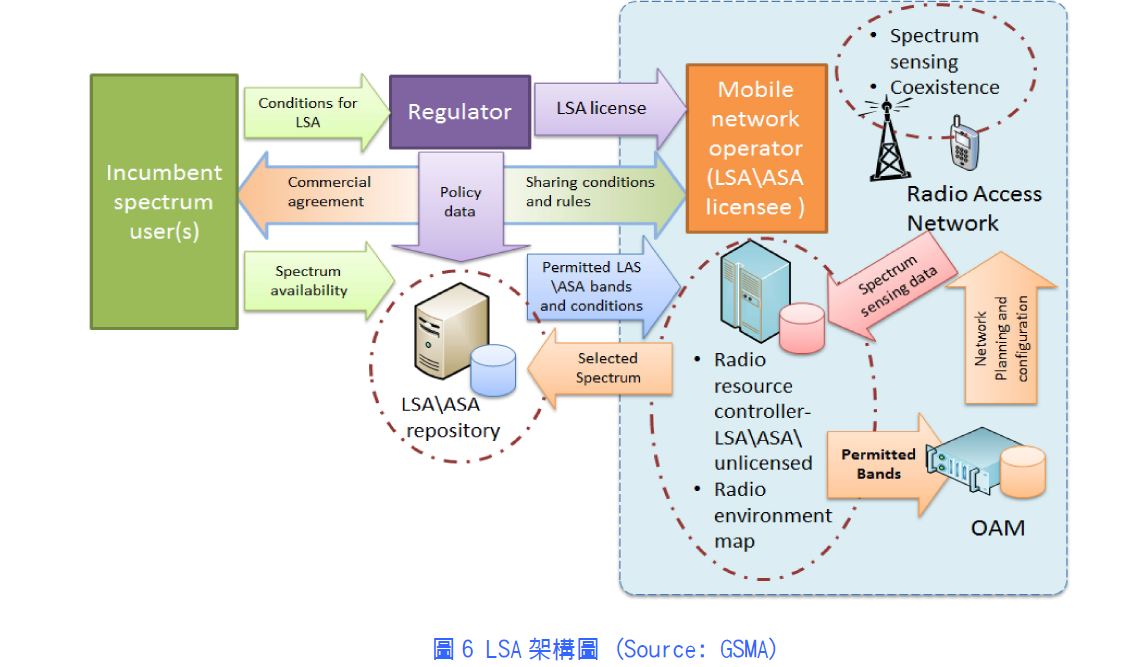 Incumbent
spectrum
user(s)
Conditions for
LSA
Regulator
LSA license
Mobile
network
operator
(LSA\ASA
licensee )
• Spectrum
sensing
• Coexistence
Radio Access
Network
Commercial
agreement
Policy
data
Sharing conditions
and rules
Spectrum
availability
LSA\ASA
repository
Permitted LAS
\ASA bands
and conditions
Selected
Spectrum
Spectrum
sensing data
• Radio
resource
controller-
LSA\ASA\
unlicensed
• Radio
environment
map
Permitted
Bands
OAM
Network
Planning and
configuration
圖 6 LSA 架構圖 (Source: GSMA)